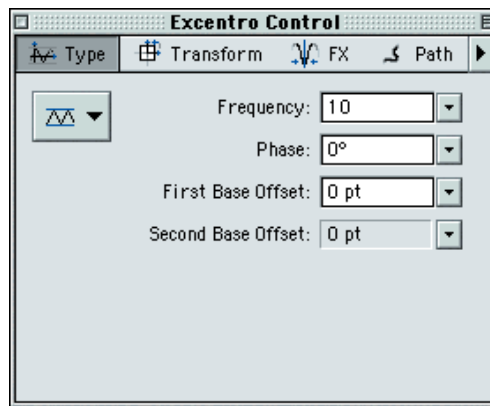 Excentro Control
Type Transform FX Path
Frequency: 10
Phase: 0°
First Base Offset: 0 pt
Second Base Offset: 0 pt